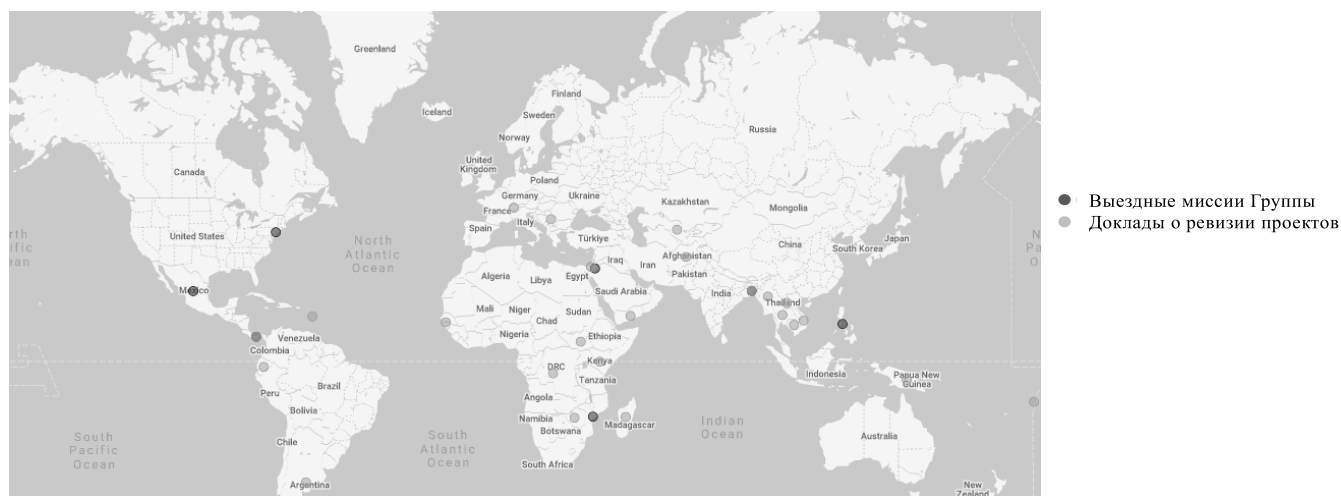 Greenland
Iceland
Finland
Sweden
Norway
Russia
United
Kingdom
Canada
Poland
Germany
Ukraine
France
Kazakhstan
Mongolia
Italy
Spain
United States
Türkiye
North
Atlantic
Ocean
China
South Korea
Japan
Afghanistan
Iraq
Iran
Pakistan
Algeria
Libya
Egypt
Mexico
Saudi Arabia
India
Thailand
Mali
Niger
Sudan
Chad
Nigeria
Ethiopia
Venezuela
Colombia
DRC
Kenya
Tanzania
Indonesia
Papua New
Guinea
Brazil
Peru
Angola
Bolivia
Namibia
Botswana
Madagascar
Indian
Ocean
South
Pacific
Ocean
Chile
South
Atlantic
Ocean
Australia
South Africa
Argentina
New
Zealand
Выездные миссии Группы
Доклады о ревизии проектов